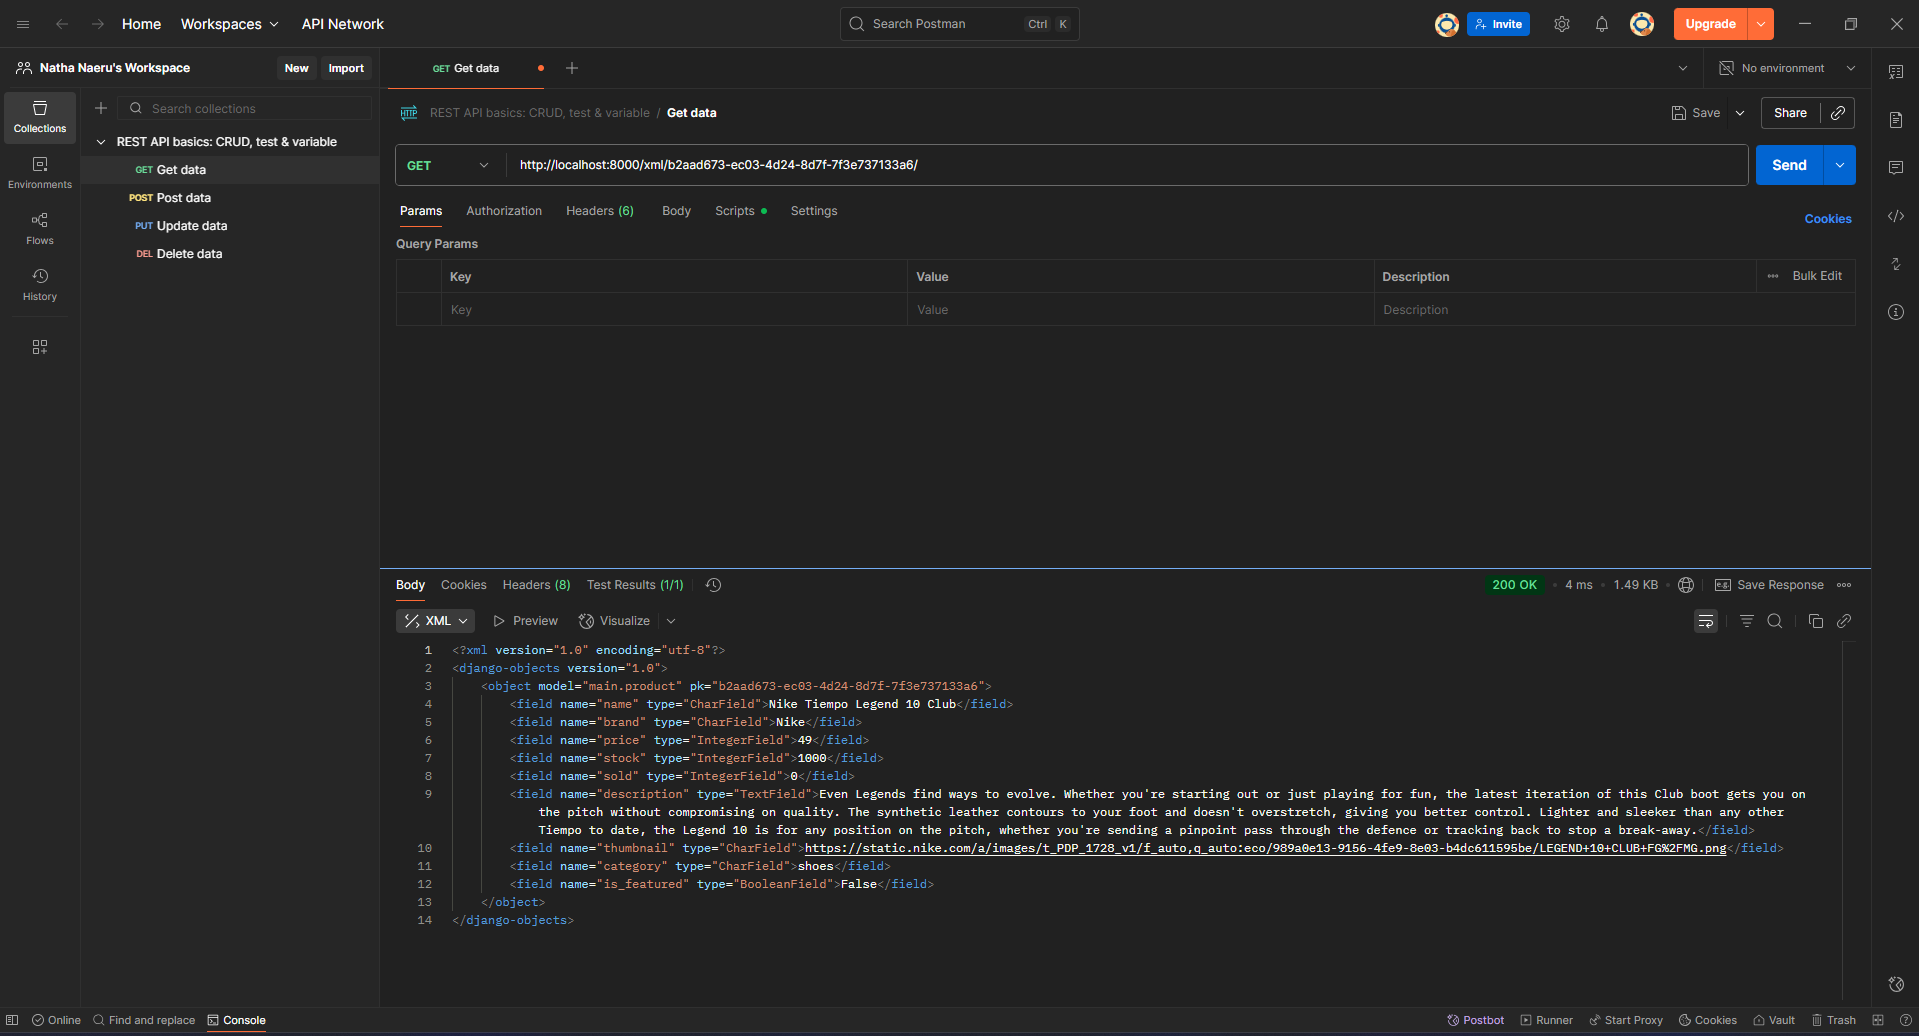 Home
Workspaces
API Network
Search Postman
Ctrl K
Invite
Upgrade
Natha Naeru's Workspace
New
Import
GET Get data
No environment
Collections
Environments
Flows
History
Search collections
REST API basics: CRUD, test & variable
GET Get data
POST Post data
PUT Update data
DEL Delete data
HTTP
REST API basics: CRUD, test & variable / Get data
Save
Share
GET
http://localhost:8000/xml/b2aad673-ec03-4d24-8d7f-7f3e737133a6/
Send
Params
Authorization
Headers (6)
Body
Scripts
Settings
Cookies
Query Params
Key
Value
Description
Bulk Edit
Key
Value
Description
Body
Cookies
Headers (8)
Test Results (1/1)
200 OK
4 ms
1.49 KB
e.g. Save Response
XML
Preview
Visualize
1 <?xml version="1.0" encoding="utf-8"?>
2 <django-objects version="1.0">
3 <object model="main.product" pk="b2aad673-ec03-4d24-8d7f-7f3e737133a6">
4 <field name="name" type="CharField">Nike Tiempo Legend 10 Club</field>
5 <field name="brand" type="CharField">Nike</field>
6 <field name="price" type="IntegerField">49</field>
7 <field name="stock" type="IntegerField">1000</field>
8 <field name="sold" type="IntegerField">0</field>
9 <field name="description" type="TextField">Even Legends find ways to evolve. Whether you're starting out or just playing for fun, the latest iteration of this Club boot gets you on
the pitch without compromising on quality. The synthetic leather contours to your foot and doesn't overstretch, giving you better control. Lighter and sleeker than any other
Tiempo to date, the Legend 10 is for any position on the pitch, whether you're sending a pinpoint pass through the defence or tracking back to stop a break-away.</field>
10 <field name="thumbnail" type="CharField">https://static.nike.com/a/images/t_PDP_1728_v1/f_auto,q_auto:eco/989a0e13-9156-4fe9-8e03-b4dc611595be/LEGEND+10+CLUB+FG%2FMG.png</field>
11 <field name="category" type="CharField">shoes</field>
12 <field name="is_featured" type="BooleanField">False</field>
13 </object>
14 </django-objects>
Online
Find and replace
Console
Postbot
Runner
Start Proxy
Cookies
Vault
Trash